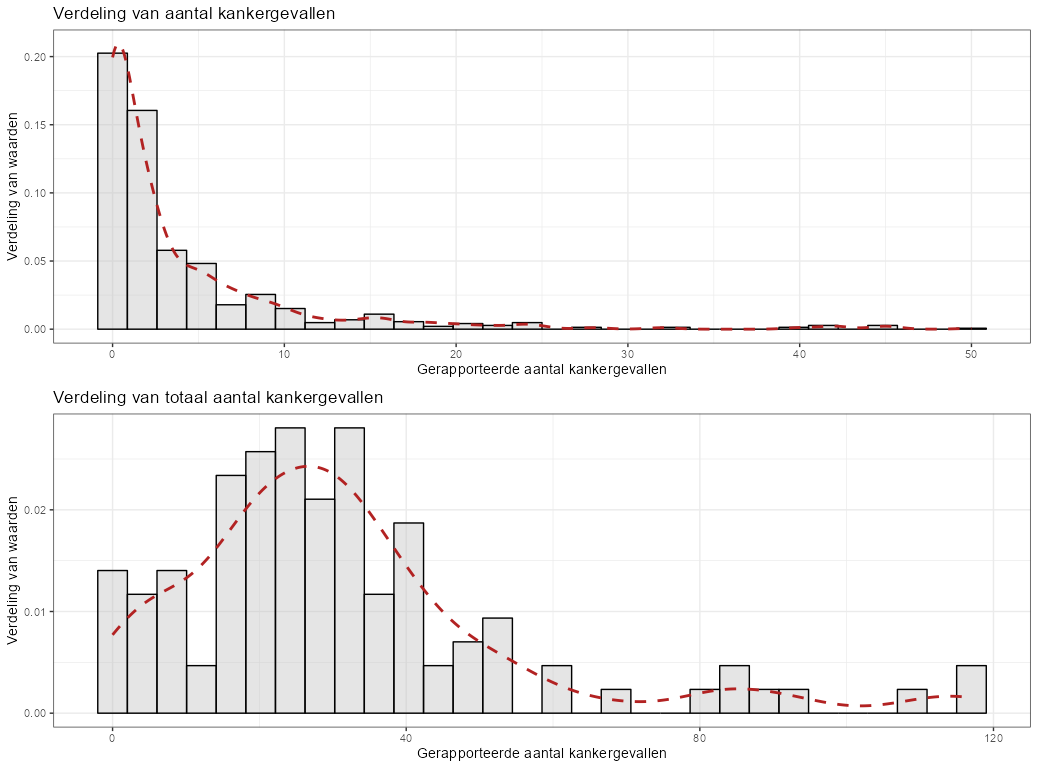 Verdeling van aantal kankergevallen
Verdeling van waarden
0.20
0.15
0.10
0.05
0.00
0 10 20 30 40 50
Gerapporteerde aantal kankergevallen
Verdeling van totaal aantal kankergevallen
Verdeling van waarden
0.02
0.01
0.00
0 40 80 120
Gerapporteerde aantal kankergevallen